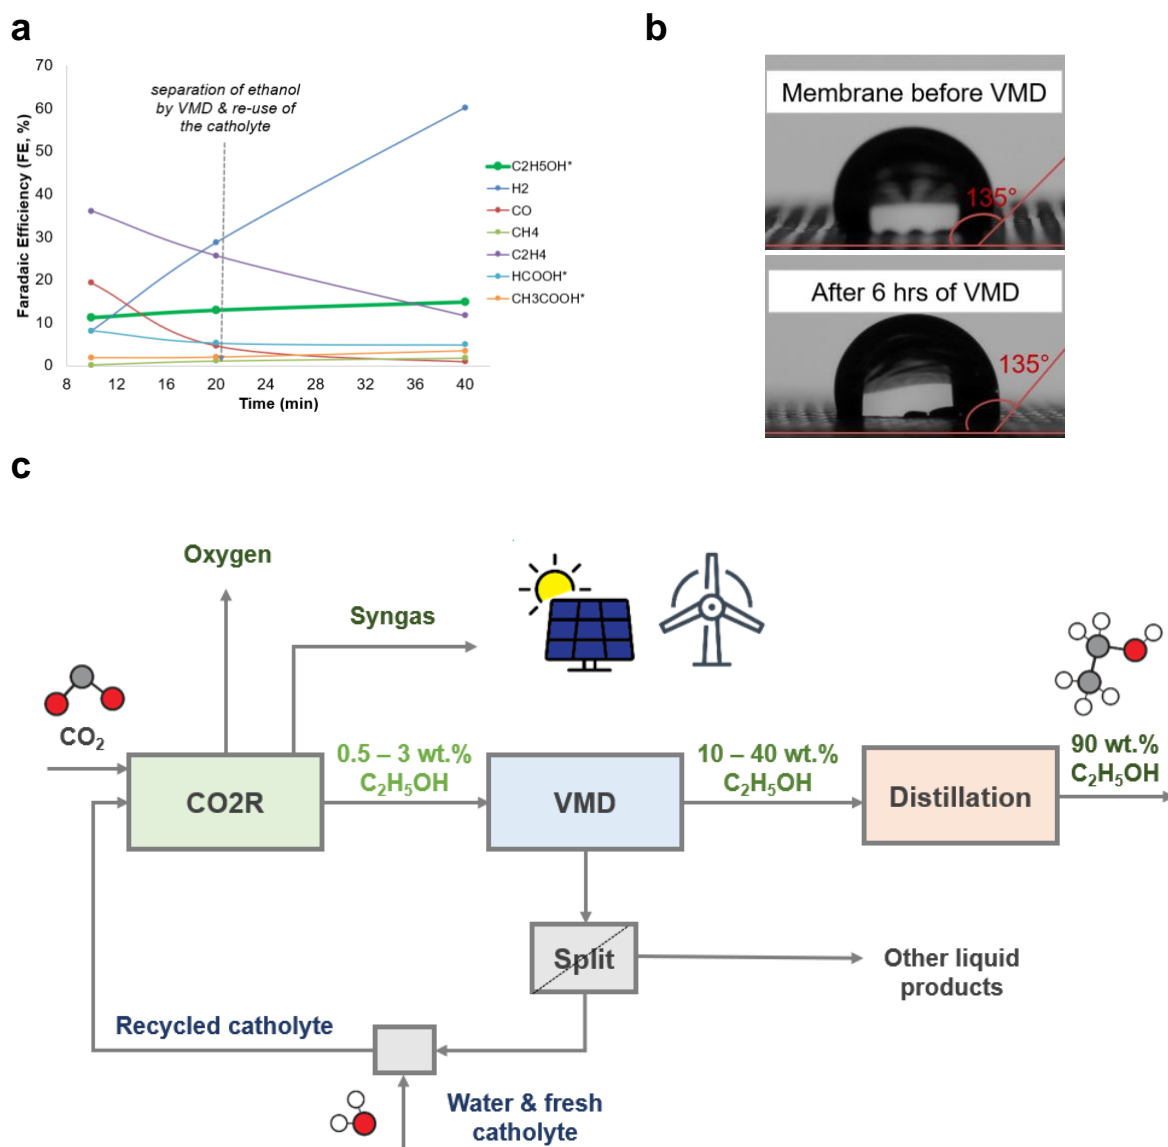 a
70
60
50
40
30
20
10
0
Faradaic Efficiency (FE, %)
separation of ethanol
by VMD & re-use of
the catholyte
8 12 16 20 24 28 32 36 40
Time (min)
C2H5OH*
H2
CO
CH4
C2H4
HCOOH*
CH3COOH*
b
Membrane before VMD
135°
After 6 hrs of VMD
135°
c
Oxygen
Syngas
CO₂
CO2R
0.5 – 3 wt.%
C₂H₅OH
VMD
10 – 40 wt.%
C₂H₅OH
Distillation
90 wt.%
C₂H₅OH
Split
Other liquid
products
Recycled catholyte
Water & fresh
catholyte